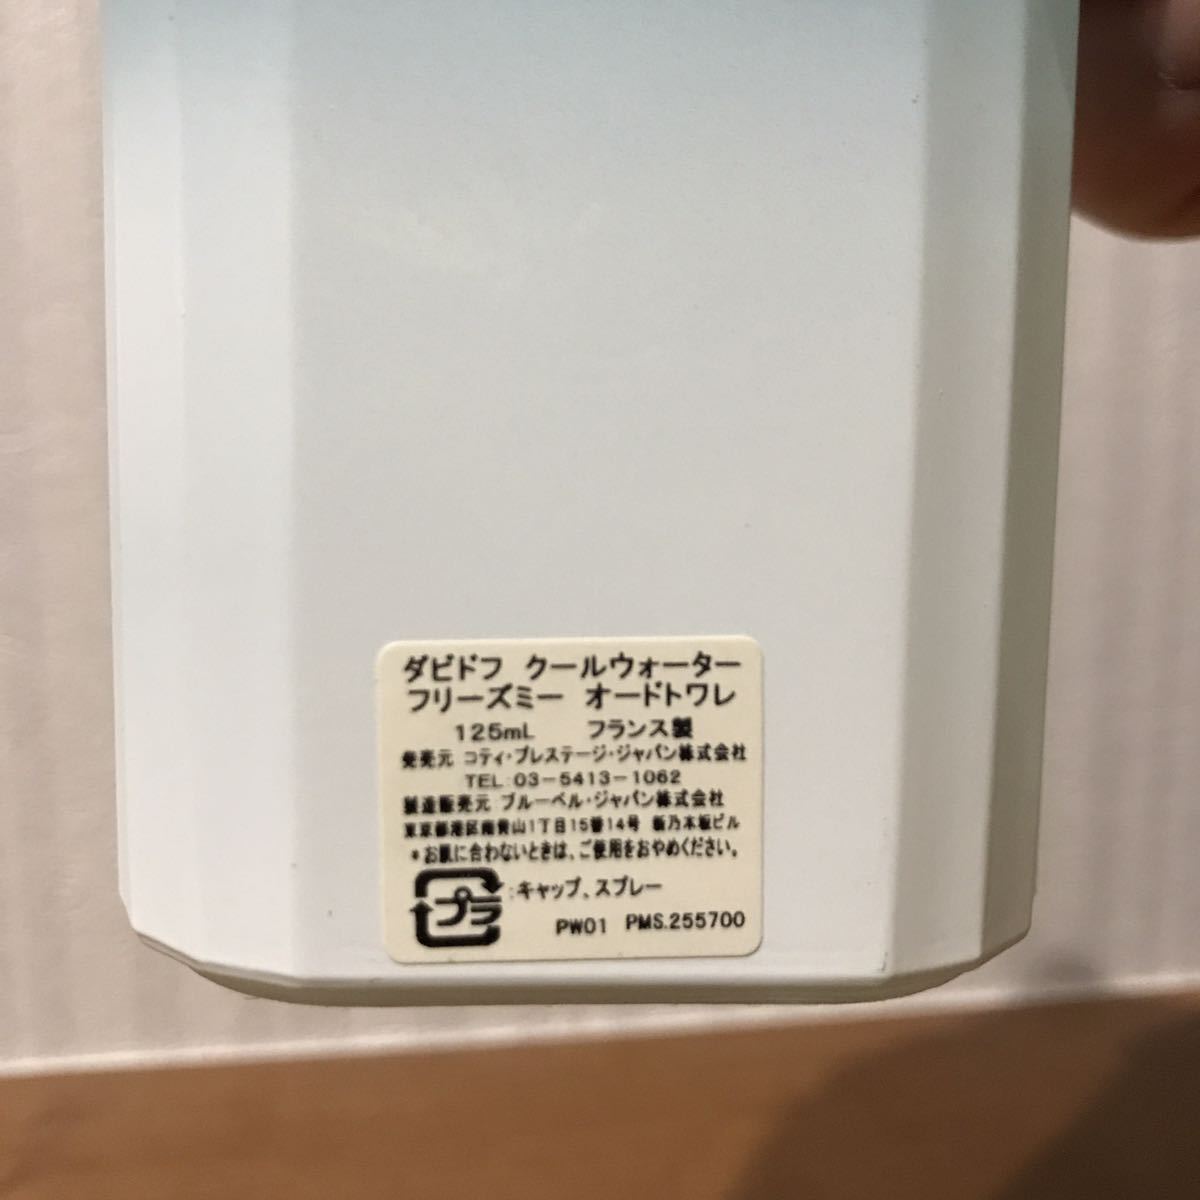 ダビドフ クールウォーター
フリーズミー オードトワレ
125mL フランス製
発売元 コティ・プレステージ・ジャパン株式会社
TEL:03-5413-1062
製造販売元 ブルーベル・ジャパン株式会社
東京都港区南青山1丁目15番14号 新乃木坂ビル
*お肌に合わないときは、ご使用をおやめください。
プラ :キャップ、スプレー
PW01 PMS.255700